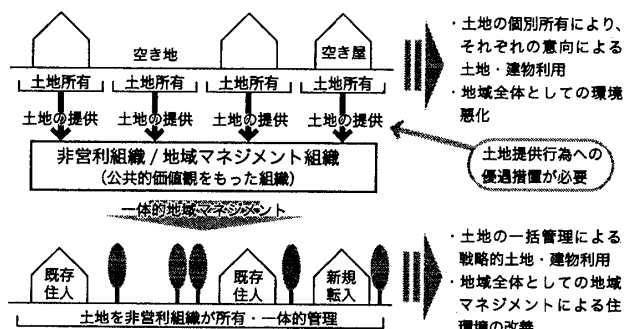 ・土地の個別所有により、
それぞれの意向による
土地・建物利用
・地域全体としての環境
悪化
空き地
空き屋
土地所有 土地所有 土地所有 土地所有
土地の提供 土地の提供 土地の提供 土地の提供
非営利組織 / 地域マネジメント組織
（公共的価値観をもった組織）
土地提供行為への
優遇措置が必要
一体的地域マネジメント
既存
住人
既存
住人
新規
転入
土地を非営利組織が所有・一体的管理
・土地の一括管理による
戦略的土地・建物利用
・地域全体としての地域
マネジメントによる住
環境の改善